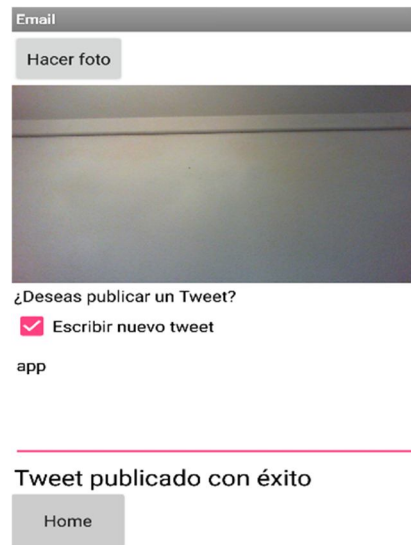 Email
Hacer foto
¿Deseas publicar un Tweet?
Escribir nuevo tweet
app
Tweet publicado con éxito
Home